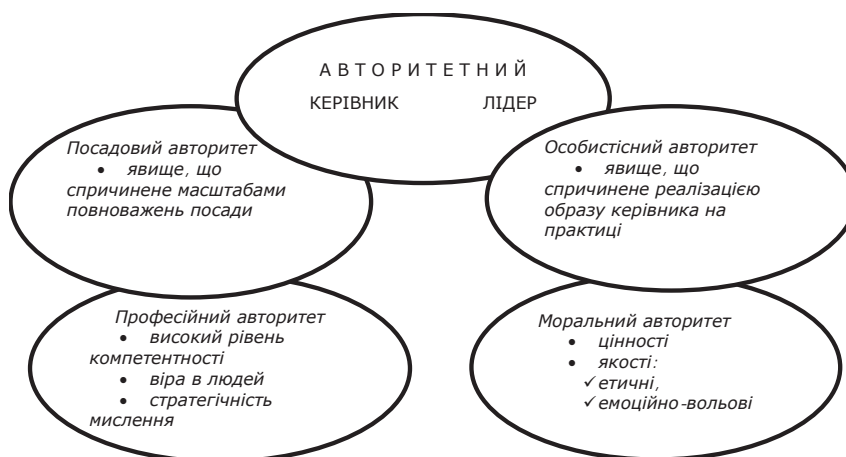 АВТОРИТЕТНИЙ
КЕРІВНИК ЛІДЕР
Посадовий авторитет
• явище, що
спричинене масштабами
повноважень посади
Особистісний авторитет
• явище, що
спричинене реалізацією
образу керівника на
практиці
Професійний авторитет
• високий рівень
компетентності
• віра в людей
• стратегічність
мислення
Моральний авторитет
• цінності
• якості:
✓етичні,
✓емоційно-вольові